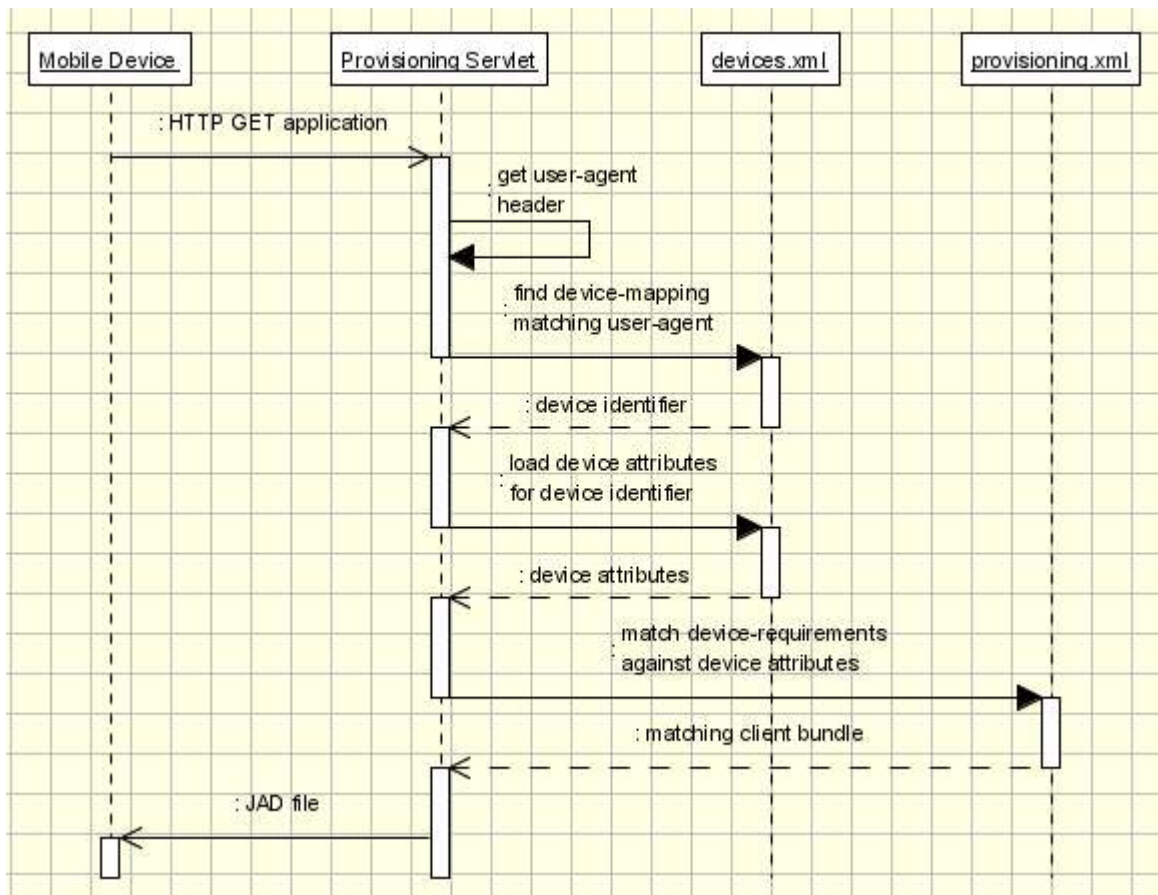 Mobile Device
Provisioning Servlet
devices.xml
provisioning.xml
: HTTP GET application
: get user-agent
header
: find device-mapping
matching user-agent
: device identifier
: load device attributes
for device identifier
: device attributes
: match device-requirements
against device attributes
: matching client bundle
: JAD file